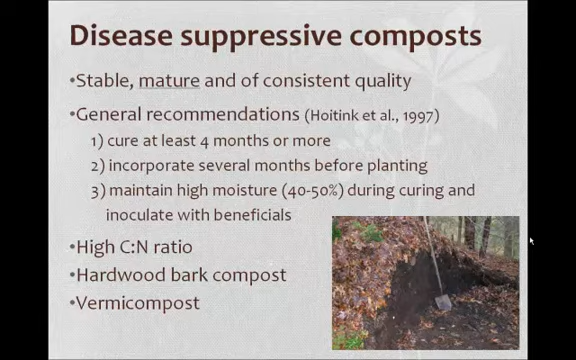 Disease suppressive composts
•Stable, mature and of consistent quality
•General recommendations (Hoitink et al., 1997)
1) cure at least 4 months or more
2) incorporate several months before planting
3) maintain high moisture (40-50%) during curing and
inoculate with beneficials
•High C:N ratio
•Hardwood bark compost
•Vermicompost